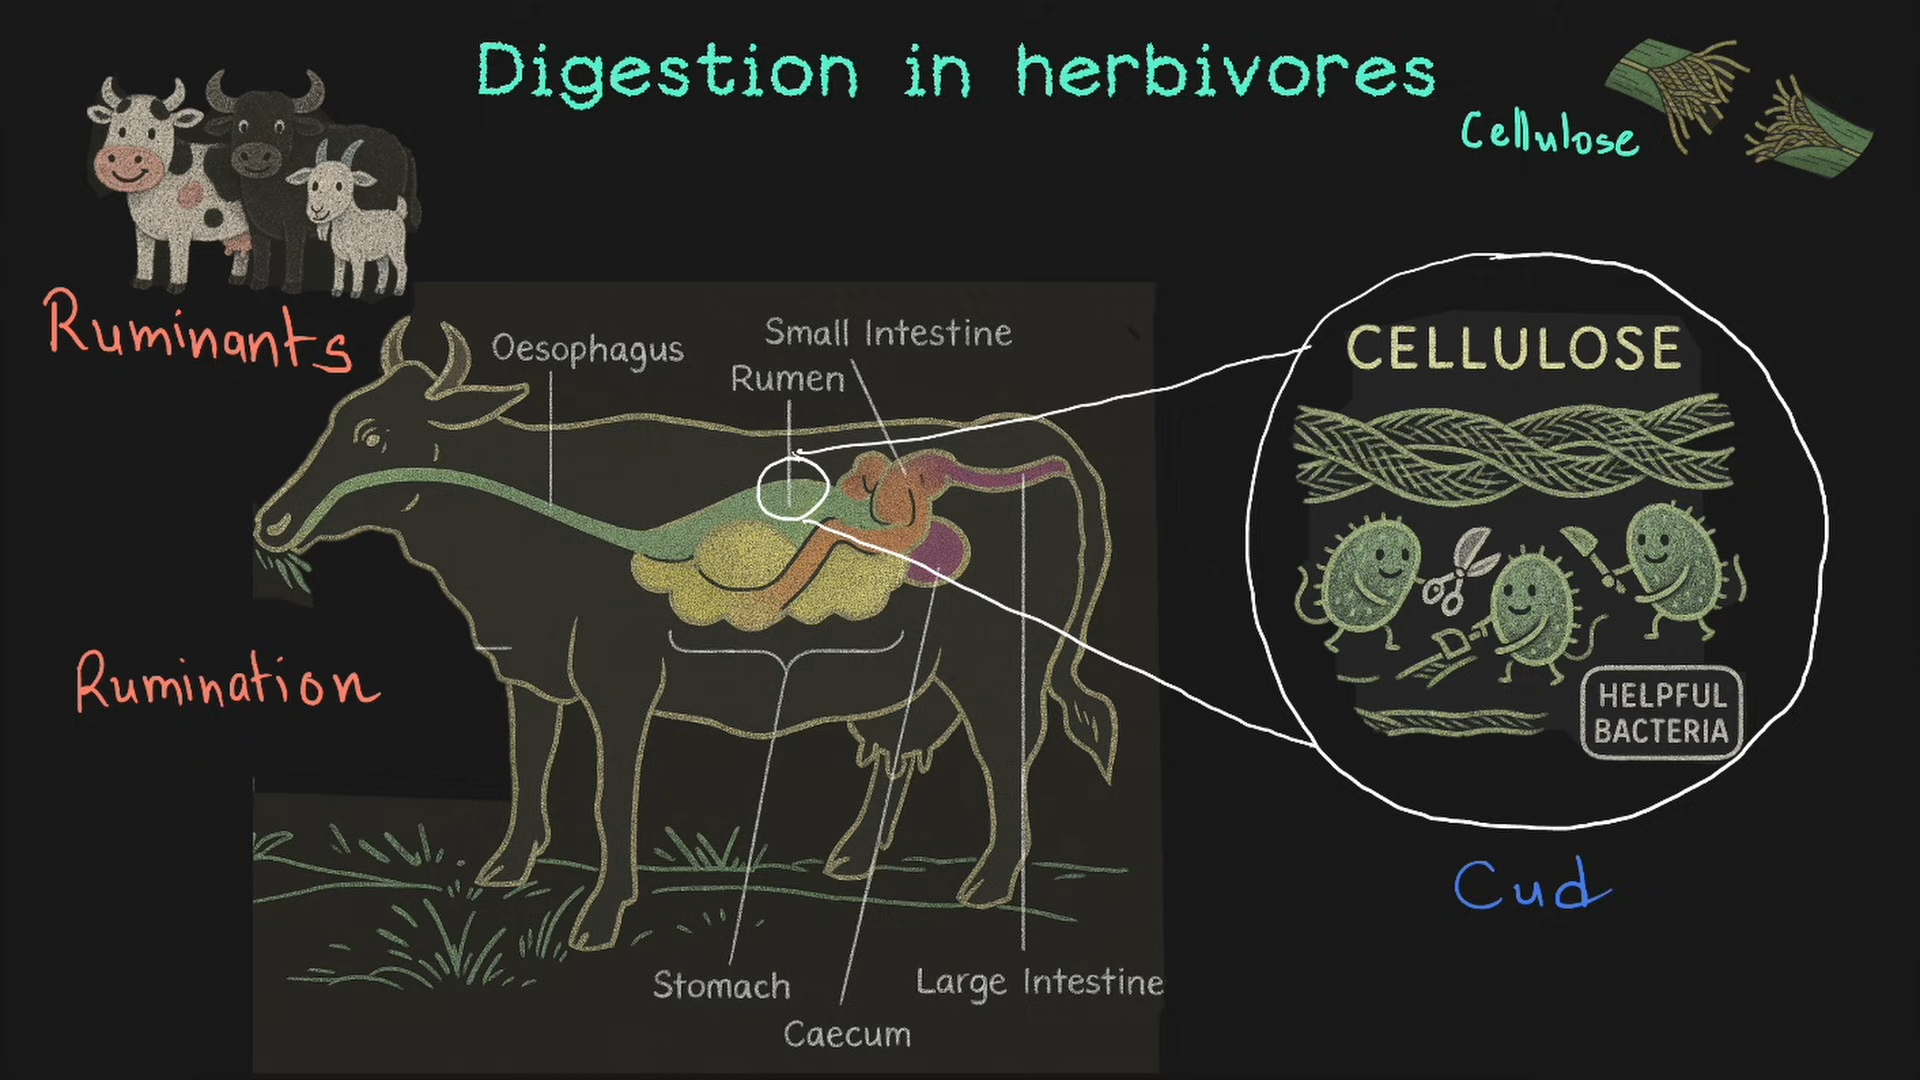 Digestion in herbivores
Cellulose
Ruminants
Oesophagus
Small Intestine
Rumen
CELLULOSE
Rumination
HELPFUL
BACTERIA
Cud
Stomach
Large Intestine
Caecum